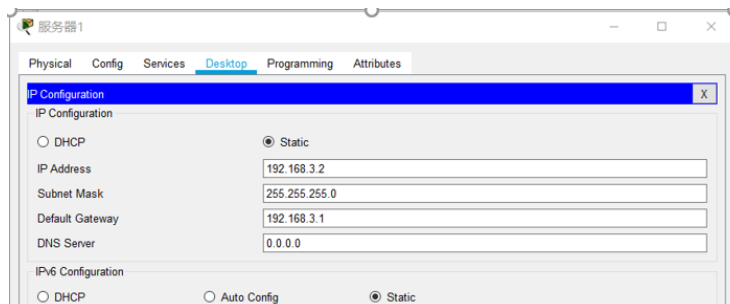 服务器1
Physical Config Services Desktop Programming Attributes
IP Configuration X
IP Configuration
DHCP Static
IP Address 192.168.3.2
Subnet Mask 255.255.255.0
Default Gateway 192.168.3.1
DNS Server 0.0.0.0
IPv6 Configuration
DHCP Auto Config Static